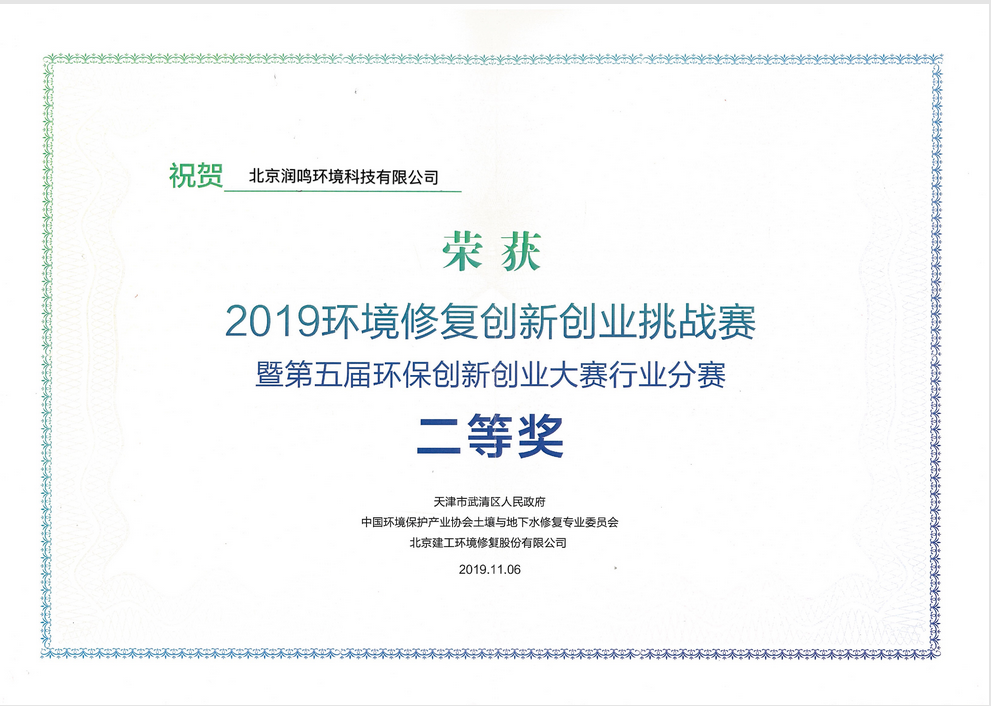 祝贺 北京润鸣环境科技有限公司
荣获
2019环境修复创新创业挑战赛
暨第五届环保创新创业大赛行业分赛
二等奖
天津市武清区人民政府
中国环境保护产业协会土壤与地下水修复专业委员会
北京建工环境修复股份有限公司
2019.11.06